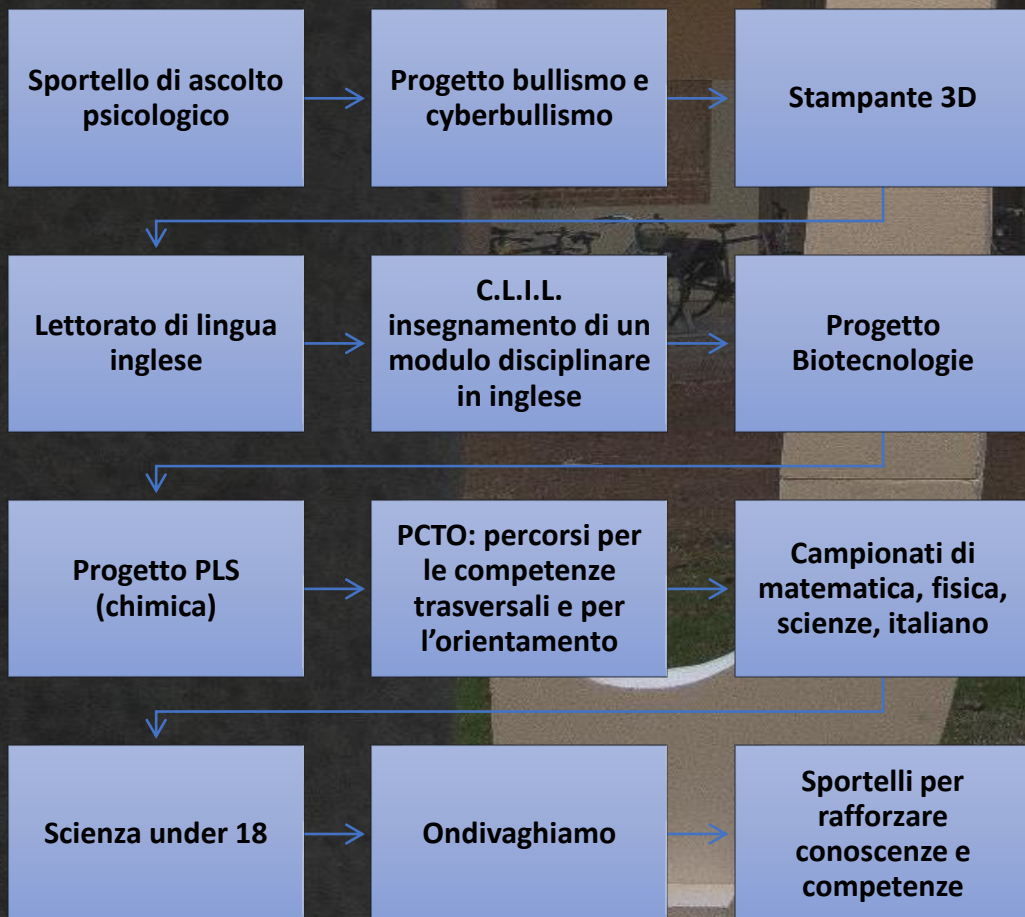 Sportello di ascolto
psicologico
Progetto bullismo e
cyberbullismo
Stampante 3D
Lettorato di lingua
inglese
C.L.I.L.
insegnamento di un
modulo disciplinare
in inglese
Progetto
Biotecnologie
Progetto PLS
(chimica)
PCTO: percorsi per
le competenze
trasversali e per
l’orientamento
Campionati di
matematica, fisica,
scienze, italiano
Scienza under 18
Ondivaghiamo
Sportelli per
rafforzare
conoscenze e
competenze